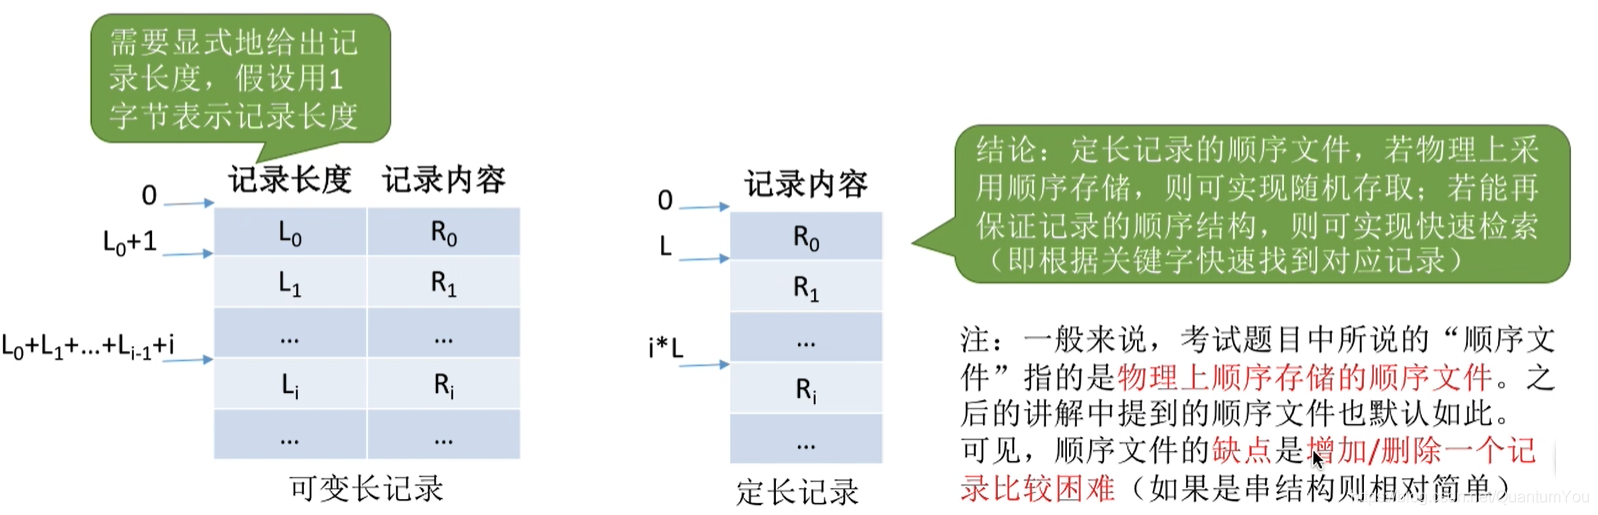 需要显式地给出记
录长度，假设用1
字节表示记录长度
记录长度 记录内容
0
L₀ R₀
L₀+1
L₁ R₁
... ...
L₀+L₁+...+Lᵢ₋₁+i
Lᵢ Rᵢ
... ...
可变长记录
记录内容
0
R₀
L
R₁
...
i*L
Rᵢ
...
定长记录
结论：定长记录的顺序文件，若物理上采
用顺序存储，则可实现随机存取；若能再
保证记录的顺序结构，则可实现快速检索
（即根据关键字快速找到对应记录）
注：一般来说，考试题目中所说的“顺序文
件”指的是物理上顺序存储的顺序文件。之
后的讲解中提到的顺序文件也默认如此。
可见，顺序文件的缺点是增加/删除一个记
录比较困难（如果是串结构则相对简单）